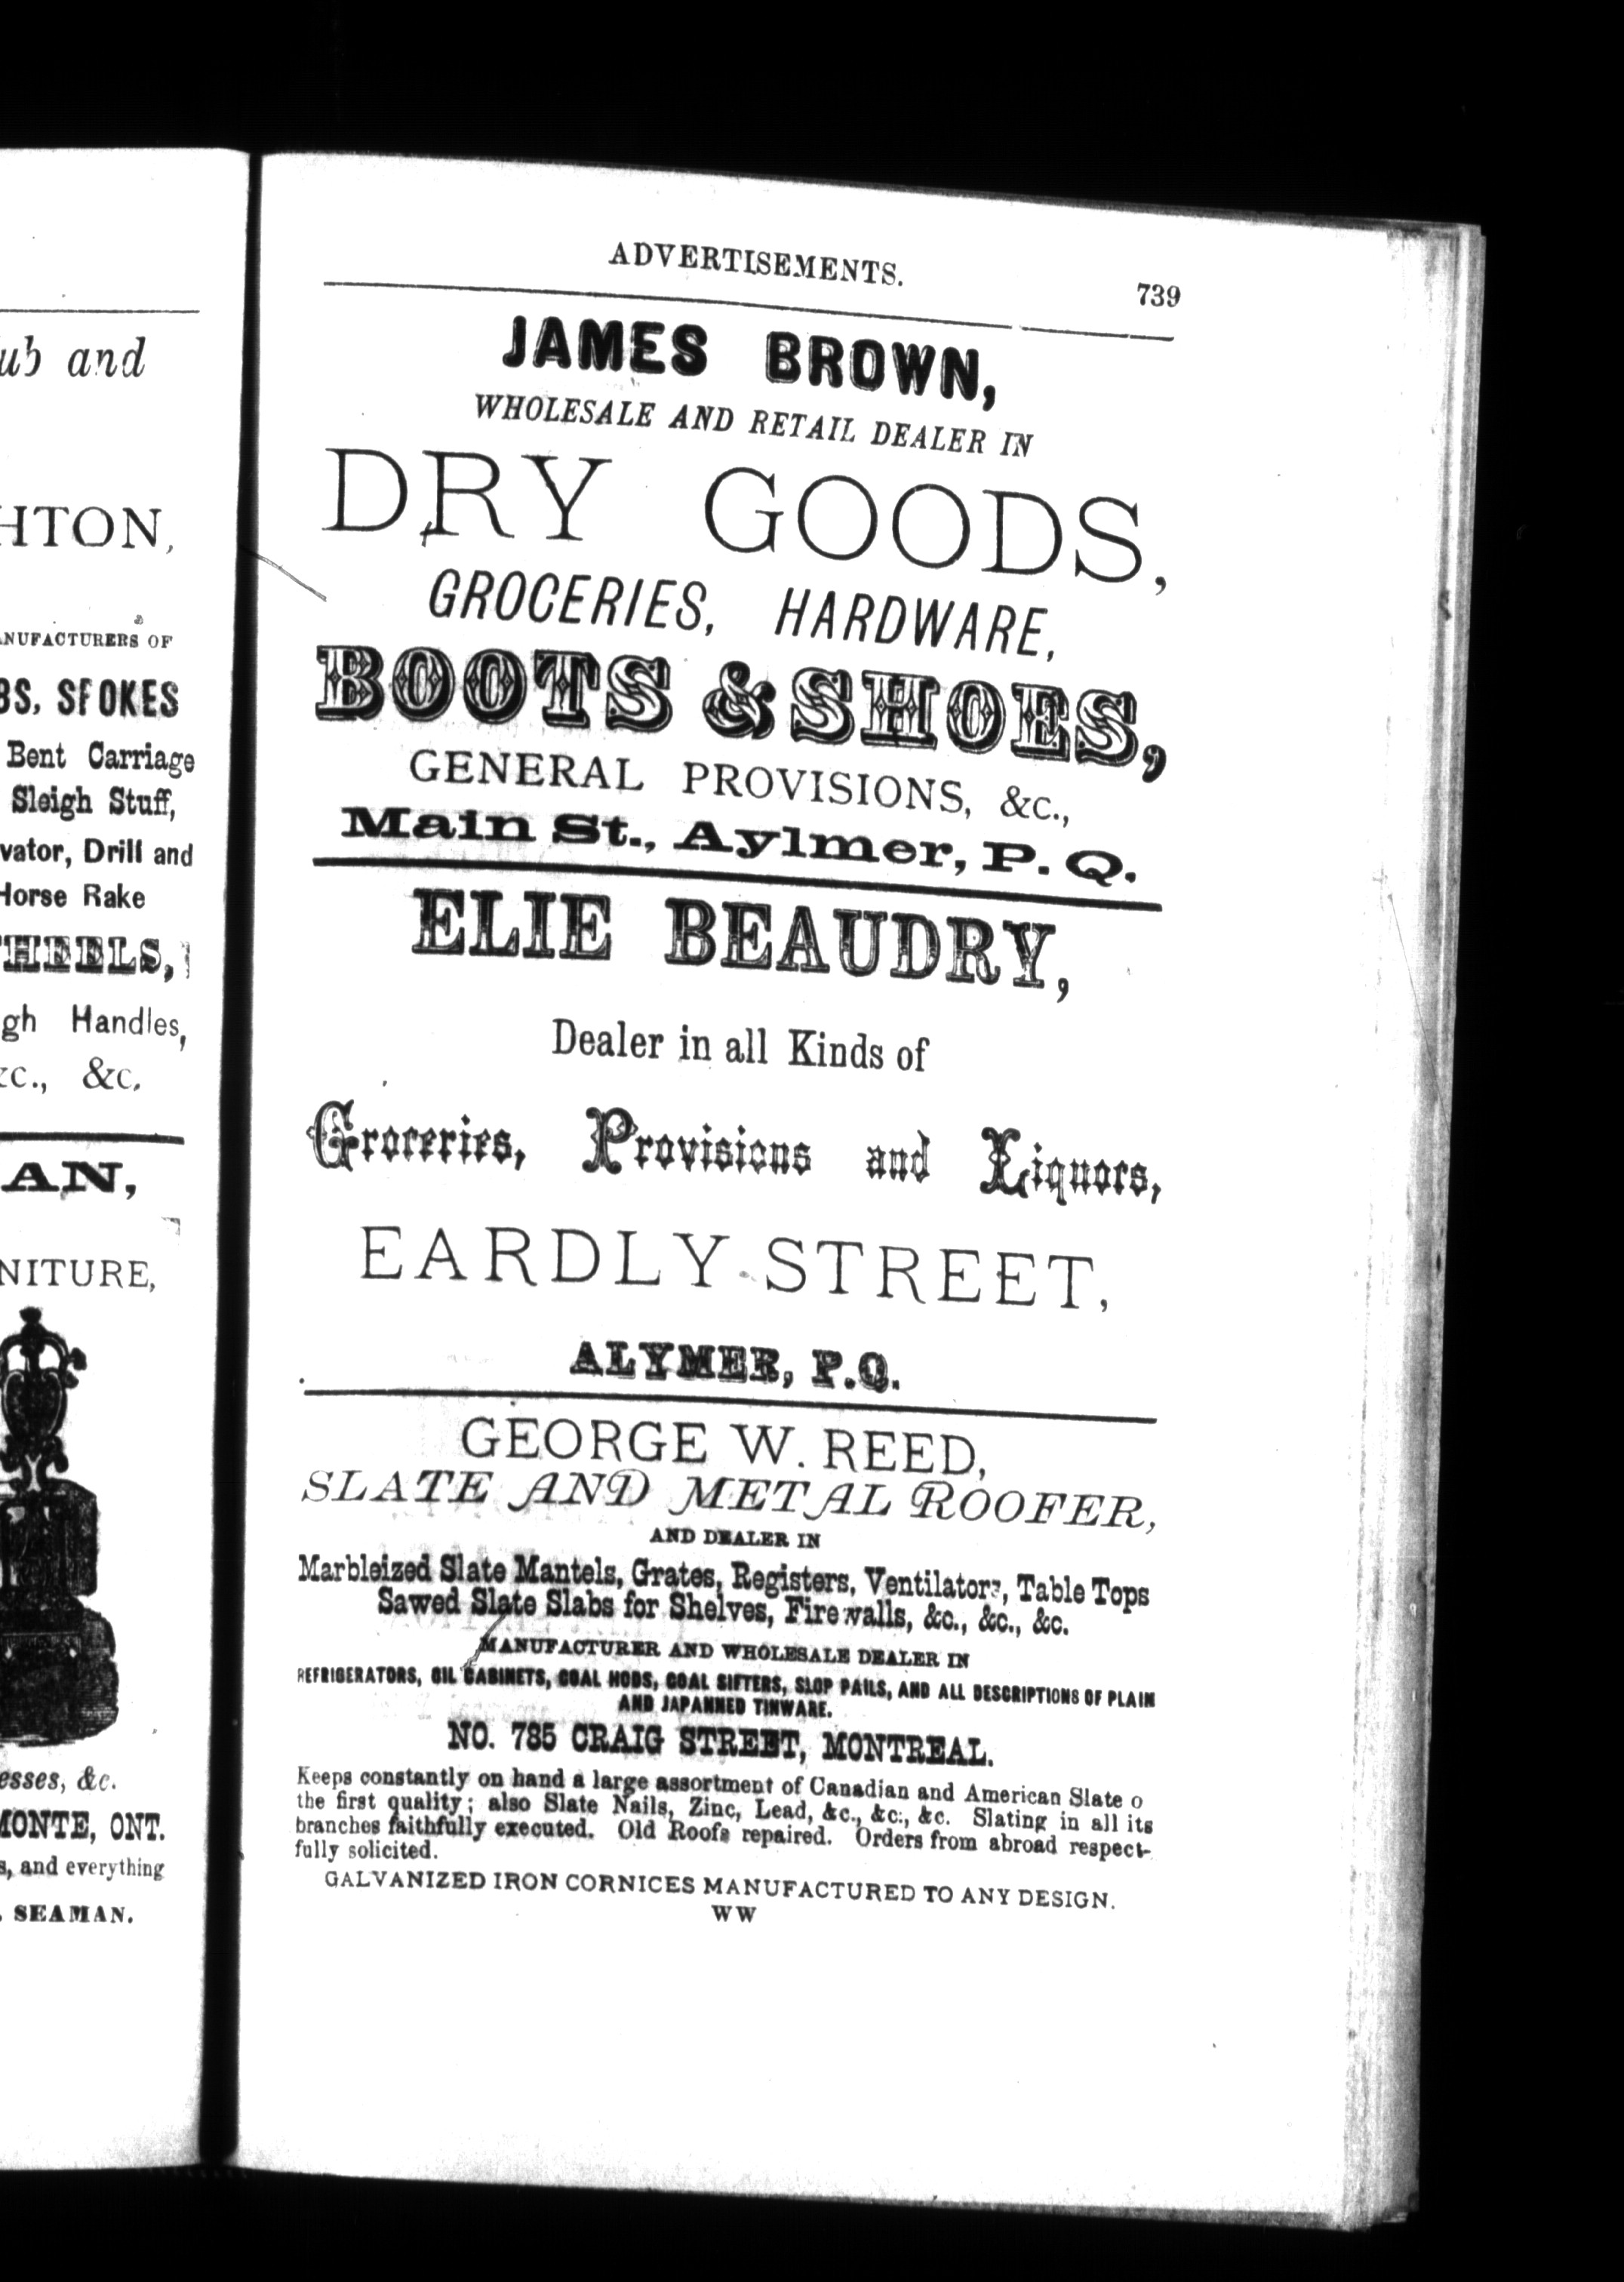 ub and
HTON,
ANUFACTURERS OF
BS, SPOKES
Bent Carriage
Sleigh Stuff,
vator, Drill and
Horse Rake
HEELS,
gh Handles,
&c., &c.
AN,
NITURE,
esses, &c.
MONTE, ONT.
s, and everything
. SEAMAN.
ADVERTISEMENTS.
739
JAMES BROWN,
WHOLESALE AND RETAIL DEALER IN
DRY GOODS,
GROCERIES, HARDWARE,
BOOTS & SHOES,
GENERAL PROVISIONS, &c.,
Main St., Aylmer, P. Q.
ELIE BEAUDRY,
Dealer in all Kinds of
Groceries, Provisions and Liquors,
EARDLY STREET,
ALYMER, P.Q.
GEORGE W. REED,
SLATE AND METAL ROOFER,
AND DEALER IN
Marbleized Slate Mantels, Grates, Registers, Ventilators, Table Tops
Sawed Slate Slabs for Shelves, Fire walls, &c., &c., &c.
MANUFACTURER AND WHOLESALE DEALER IN
REFRIGERATORS, OIL CABINETS, COAL HODS, COAL SIFTERS, SLOP PAILS, AND ALL DESCRIPTIONS OF PLAIN
AND JAPANNED TINWARE.
NO. 785 CRAIG STREET, MONTREAL.
Keeps constantly on hand a large assortment of Canadian and American Slate o
the first quality; also Slate Nails, Zinc, Lead, &c., &c., &c. Slating in all its
branches faithfully executed. Old Roofs repaired. Orders from abroad respect-
fully solicited.
GALVANIZED IRON CORNICES MANUFACTURED TO ANY DESIGN.
WW